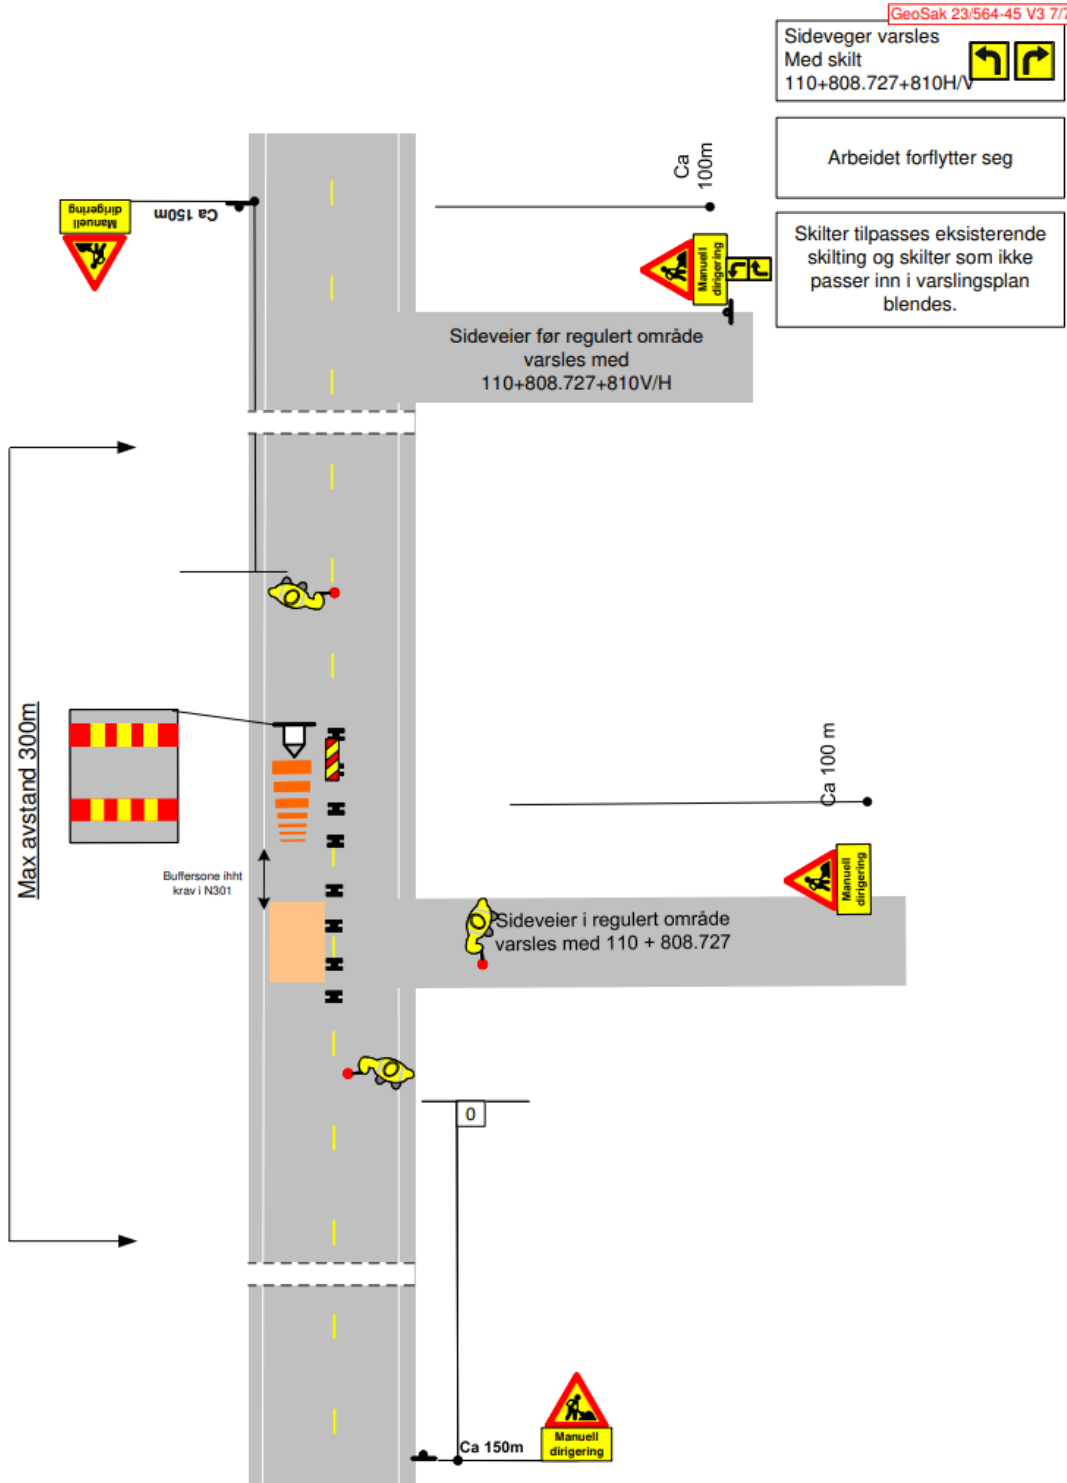 GeoSak 23/564-45 V3 7/7
Sideveger varsles
Med skilt
110+808.727+810H/V
Arbeidet forflytter seg
Skilter tilpasses eksisterende
skilting og skilter som ikke
passer inn i varslingsplan
blendes.
Ca
100m
Manuell
dirigering
Ca 150m
Manuell
dirigering
Sideveier før regulert område
varsles med
110+808.727+810V/H
Max avstand 300m
Ca 100 m
Buffersone ihht
krav i N301
Manuell
dirigering
Sideveier i regulert område
varsles med 110 + 808.727
0
Ca 150m
Manuell
dirigering